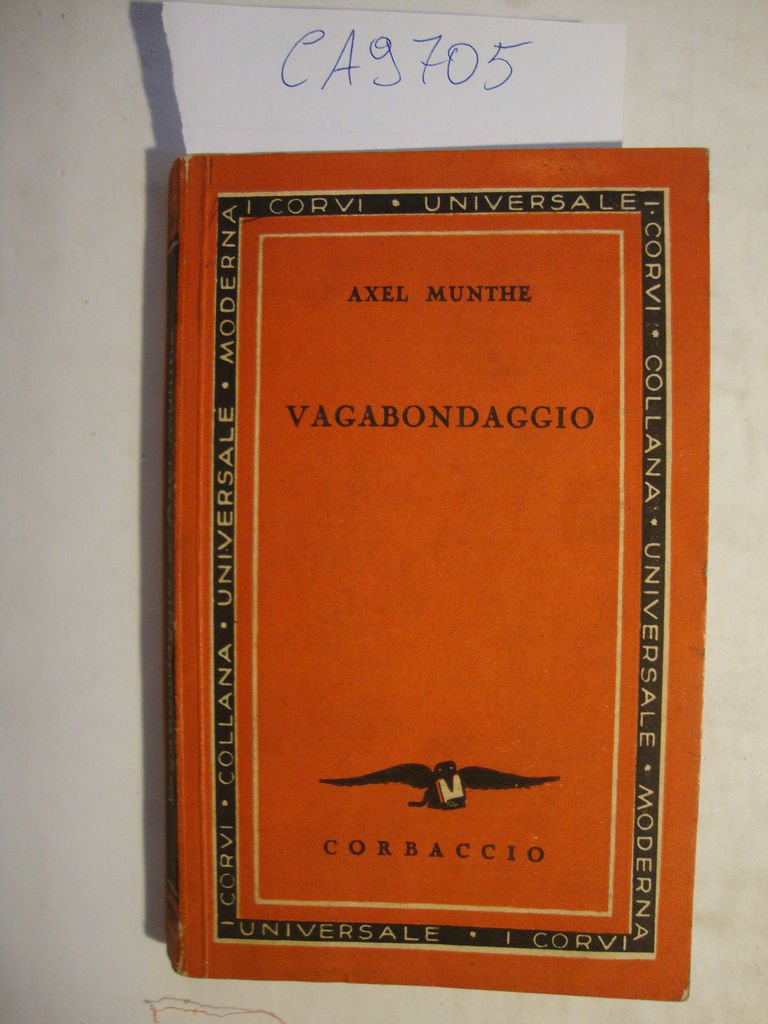 CA9705
I CORVI * UNIVERSALE
I CORVI * COLLANA * UNIVERSALE * MODERNA
I CORVI • COLLANA • UNIVERSALE • MODERNA
AXEL MUNTHE
VAGABONDAGGIO
CORBACCIO
UNIVERSALE * I CORVI